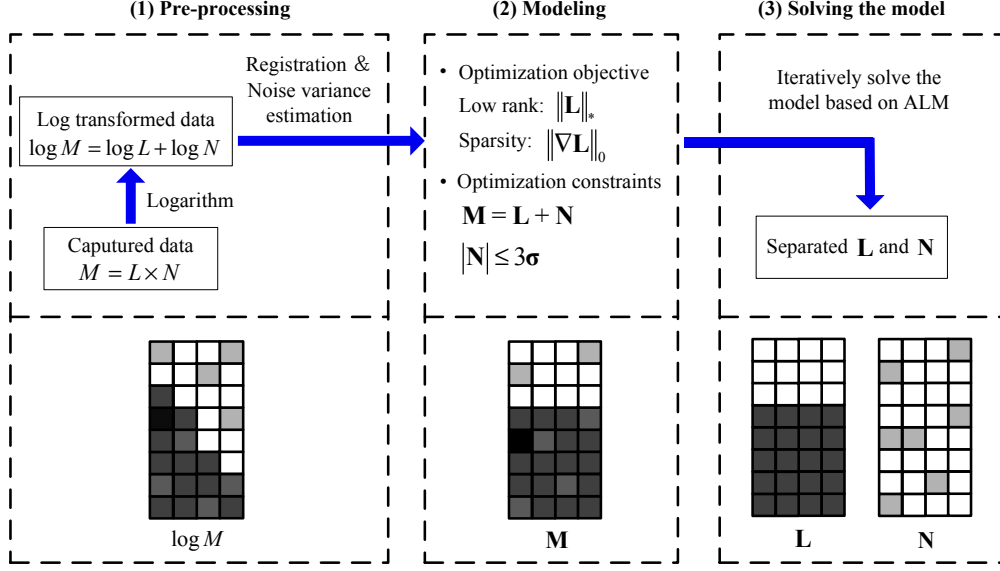 (1) Pre-processing
(2) Modeling
(3) Solving the model
Registration &
Noise variance
estimation
Log transformed data
log M = log L + log N
Logarithm
Caputured data
M = L × N
• Optimization objective
Low rank: ‖L‖*
Sparsity: ‖∇L‖₀
• Optimization constraints
M = L + N
|N| ≤ 3σ
Iteratively solve the
model based on ALM
Separated L and N
log M
M
L
N